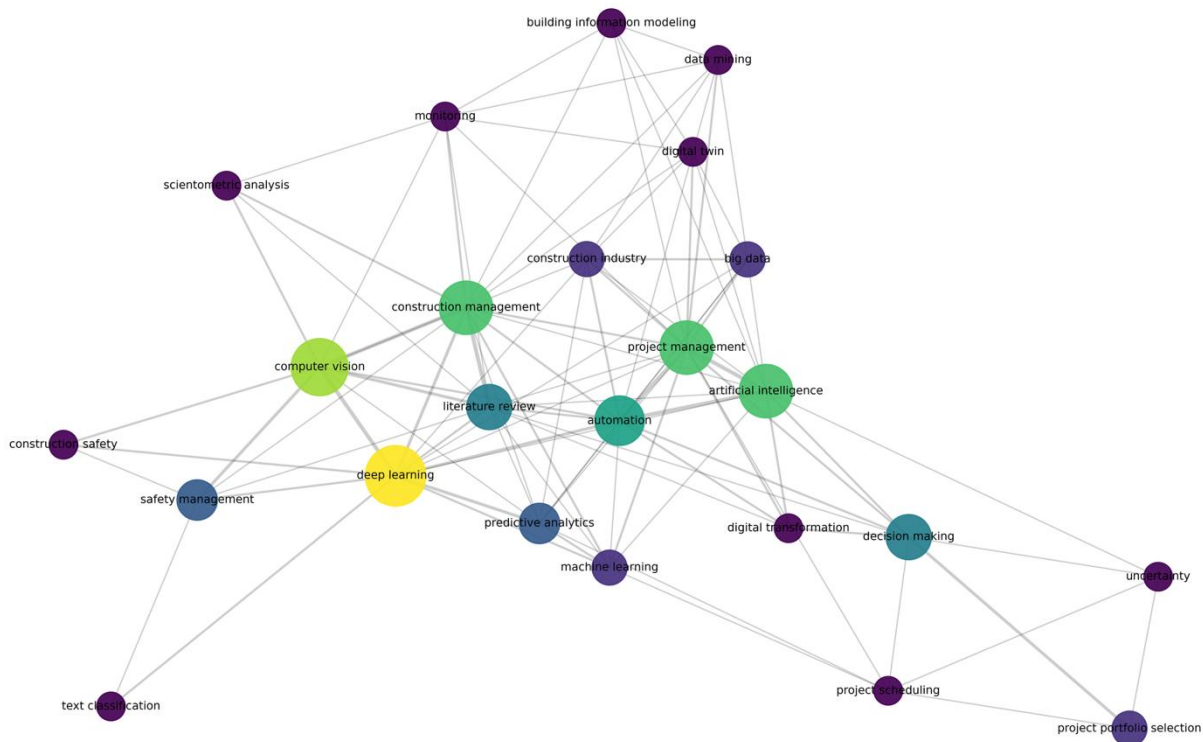 building information modeling
data mining
monitoring
digital twin
scientometric analysis
construction industry
big data
construction management
project management
computer vision
artificial intelligence
literature review
automation
construction safety
deep learning
safety management
predictive analytics
digital transformation
decision making
machine learning
uncertainty
project scheduling
text classification
project portfolio selection